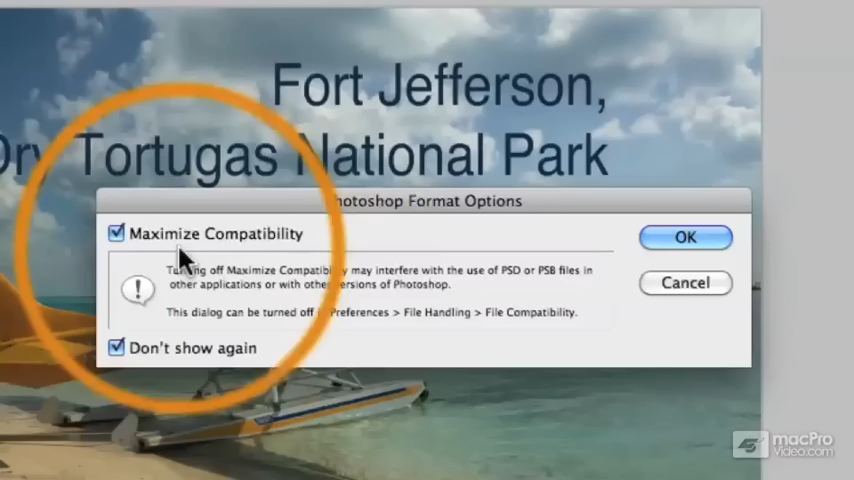 Fort Jefferson,
Dry Tortugas National Park
Photoshop Format Options
Maximize Compatibility
OK
Turning off Maximize Compatibility may interfere with the use of PSD or PSB files in
other applications or with other versions of Photoshop.
Cancel
This dialog can be turned off in Preferences > File Handling > File Compatibility.
Don't show again
macPro
Video.com